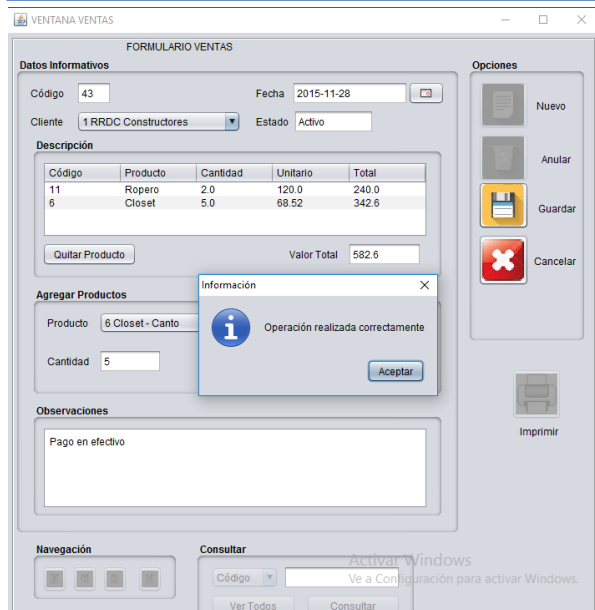 VENTANA VENTAS
FORMULARIO VENTAS
Datos Informativos
Código 43 Fecha 2015-11-28
Cliente 1 RRDC Constructores Estado Activo
Descripción
Código Producto Cantidad Unitario Total
11 Ropero 2.0 120.0 240.0
6 Closet 5.0 68.52 342.6
Quitar Producto Valor Total 582.6
Agregar Productos
Producto 6 Closet - Canto
Cantidad 5
Información
Operación realizada correctamente
Aceptar
Observaciones
Pago en efectivo
Opciones
Nuevo
Anular
Guardar
Cancelar
Imprimir
Navegación
Consultar
Código
Ver Todos Consultar
Activar Windows
Ve a Configuración para activar Windows.